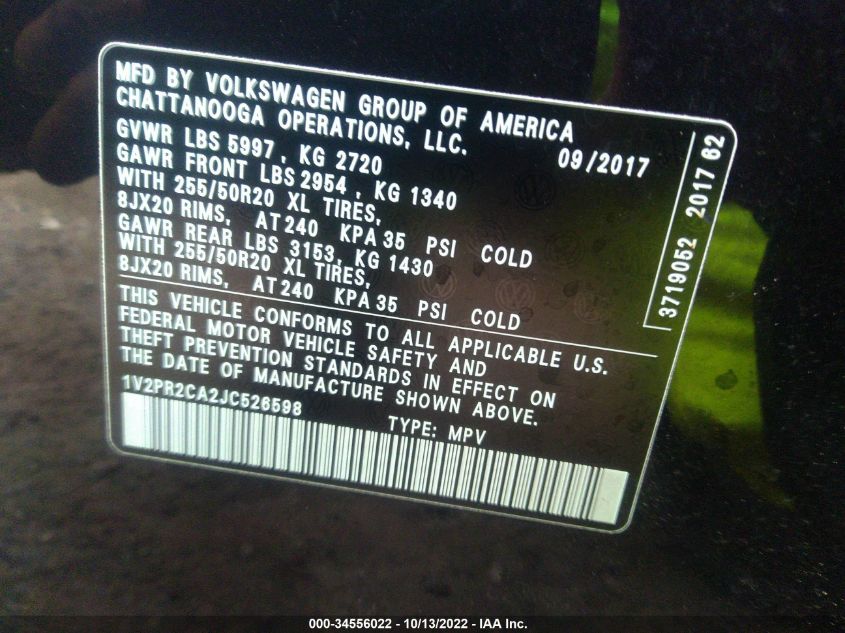 MFD BY VOLKSWAGEN GROUP OF AMERICA
CHATTANOOGA OPERATIONS, LLC.
09/2017
GVWR LBS 5997, KG 2720
GAWR FRONT LBS 2954, KG 1340
WITH 255/50R20 XL TIRES,
8JX20 RIMS, AT 240 KPA 35 PSI COLD
GAWR REAR LBS 3153, KG 1430
WITH 255/50R20 XL TIRES,
8JX20 RIMS, AT 240 KPA 35 PSI COLD
THIS VEHICLE CONFORMS TO ALL APPLICABLE U.S.
FEDERAL MOTOR VEHICLE SAFETY AND
THEFT PREVENTION STANDARDS IN EFFECT ON
THE DATE OF MANUFACTURE SHOWN ABOVE.
1V2PR2CA2JC526598
TYPE: MPV
3719052 2017 62
000-34556022 - 10/13/2022 - IAA Inc.